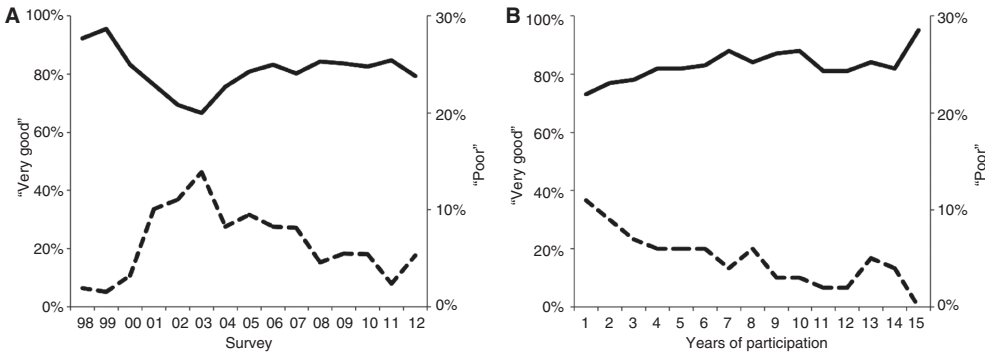 A
100%
80%
60%
40%
20%
0%
"Very good"
30%
20%
10%
0%
"Poor"
98 99 00 01 02 03 04 05 06 07 08 09 10 11 12
Survey
B
100%
80%
60%
40%
20%
0%
"Very good"
30%
20%
10%
0%
"Poor"
1 2 3 4 5 6 7 8 9 10 11 12 13 14 15
Years of participation